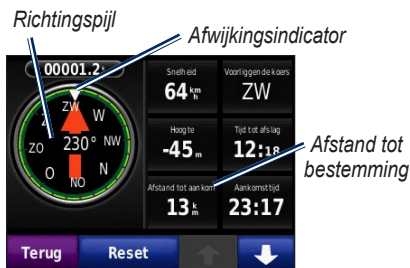 Richtingspijl
Afwijkingsindicator
00001.2
Snelheid
64 k/h
Voorliggende koers
ZW
Hoogte
-45 m
Tijd tot afslag
12:18
Afstand tot aankom
13 k/m
Aankomsttijd
23:17
Afstand tot
bestemming
ZW
W
NW
N
NO
O
ZO
Z
230°
Terug
Reset